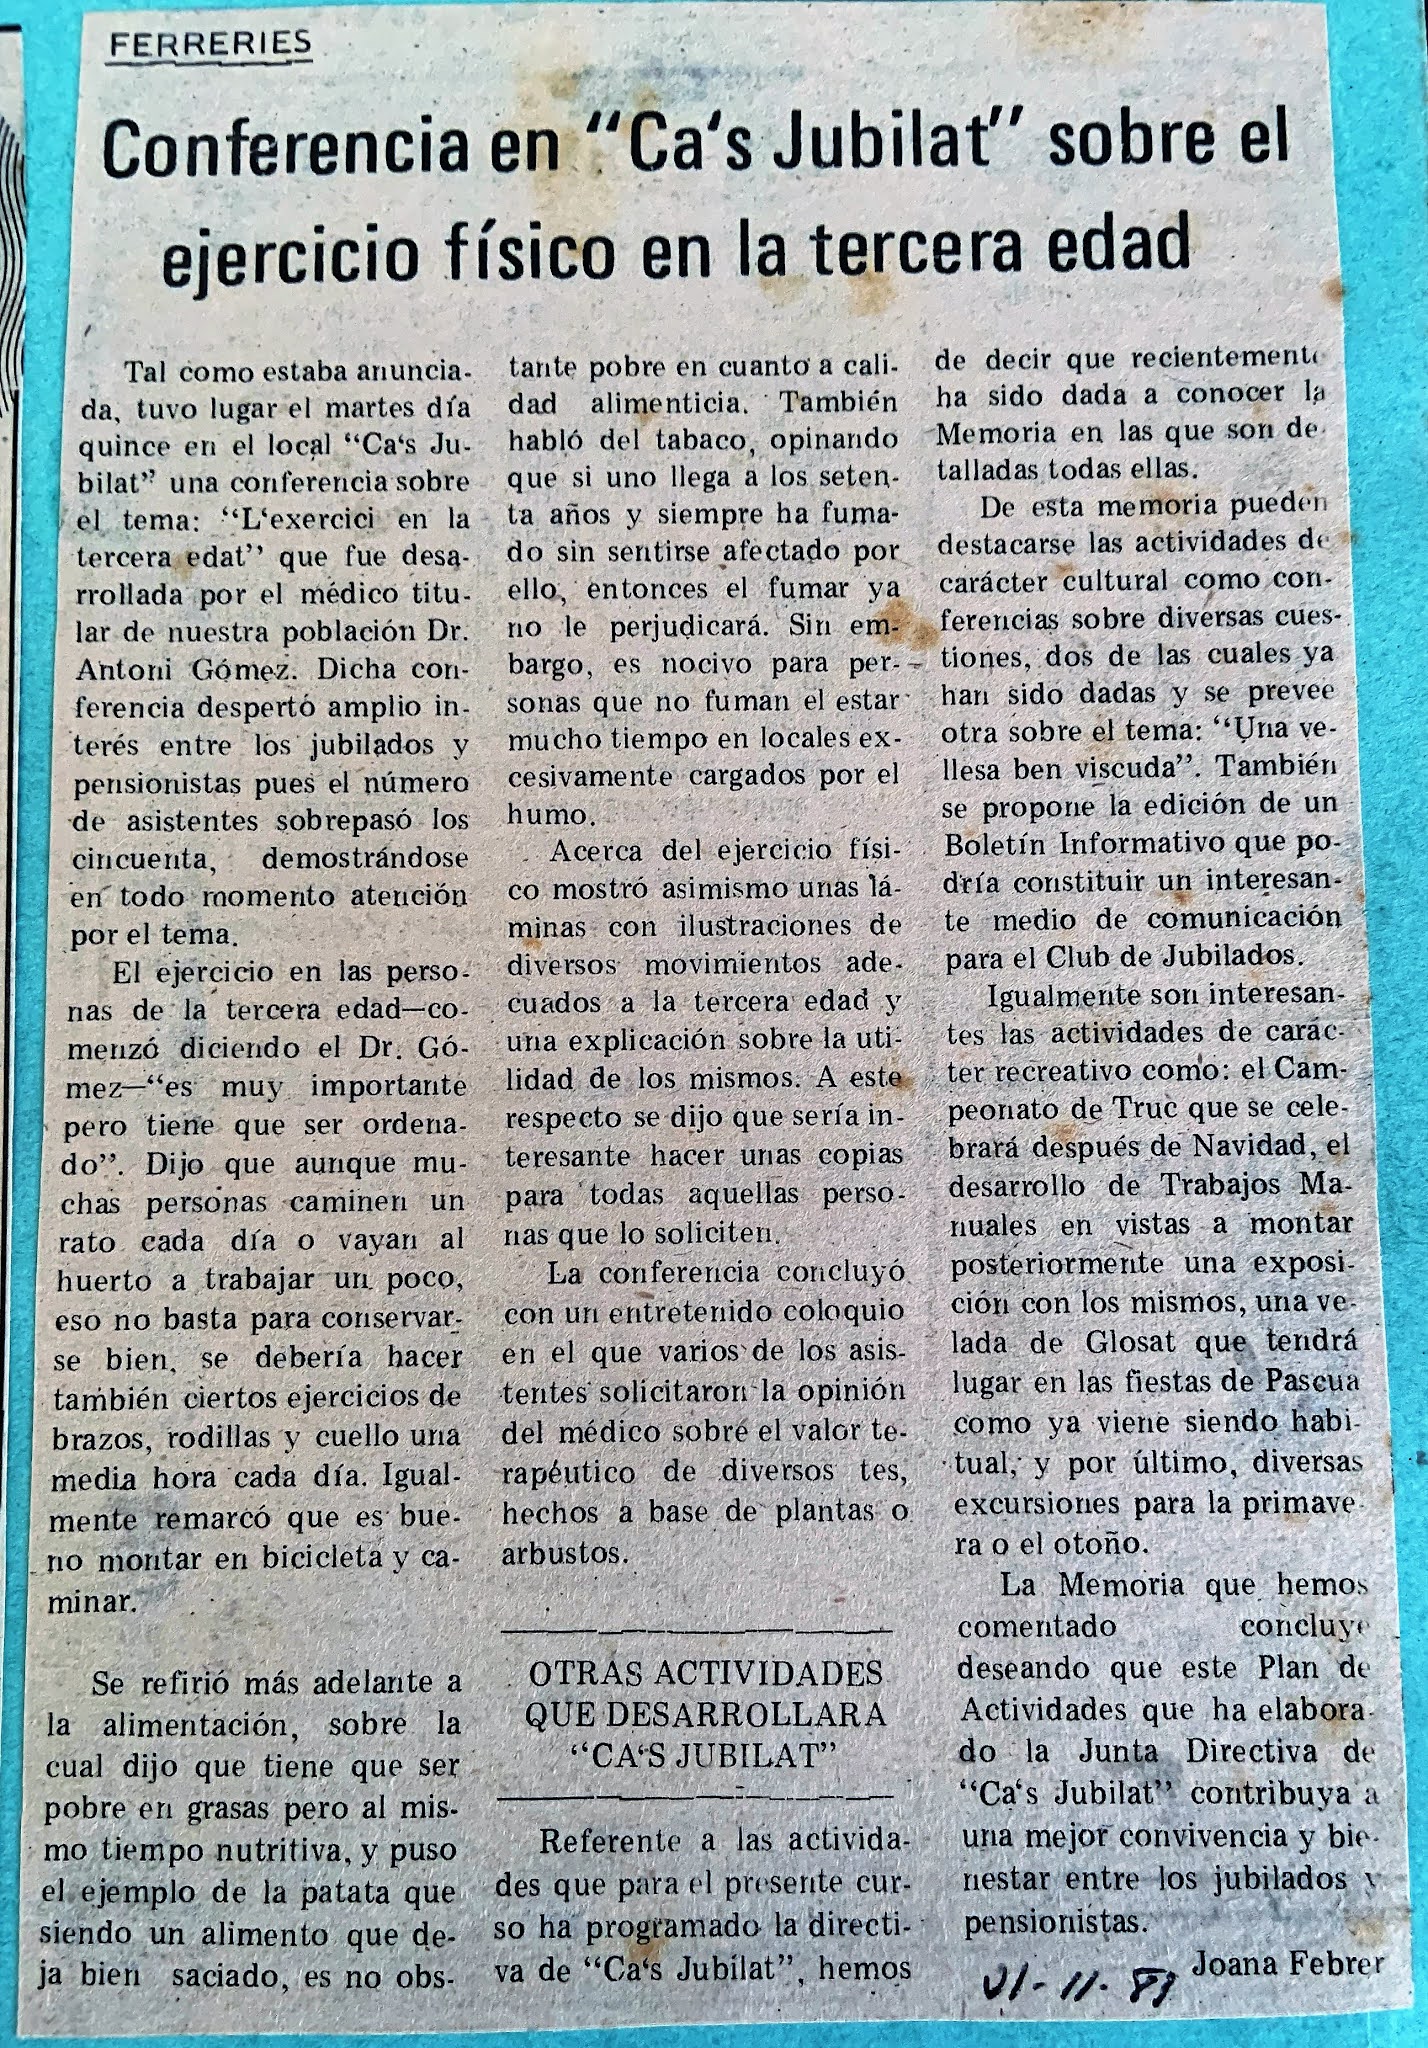 FERRERIES
Conferencia en “Ca‘s Jubilat” sobre el
ejercicio físico en la tercera edad
Tal como estaba anuncia-
da, tuvo lugar el martes día
quince en el local “Ca‘s Ju-
bilat” una conferencia sobre
el tema: “L‘exercici en la
tercera edat” que fue desa-
rrollada por el médico titu-
lar de nuestra población Dr.
Antoni Gómez. Dicha con-
ferencia despertó amplio in-
terés entre los jubilados y
pensionistas pues el número
de asistentes sobrepasó los
cincuenta, demostrándose
en todo momento atención
por el tema.
El ejercicio en las perso-
nas de la tercera edad—co-
menzó diciendo el Dr. Gó-
mez—“es muy importante
pero tiene que ser ordena-
do”. Dijo que aunque mu-
chas personas caminen un
rato cada día o vayan al
huerto a trabajar un poco,
eso no basta para conservar-
se bien, se debería hacer
también ciertos ejercicios de
brazos, rodillas y cuello una
media hora cada día. Igual-
mente remarcó que es bue-
no montar en bicicleta y ca-
minar.
Se refirió más adelante a
la alimentación, sobre la
cual dijo que tiene que ser
pobre en grasas pero al mis-
mo tiempo nutritiva, y puso
el ejemplo de la patata que
siendo un alimento que de-
ja bien saciado, es no obs-
tante pobre en cuanto a cali-
dad alimenticia. También
habló del tabaco, opinando
que si uno llega a los seten-
ta años y siempre ha fuma-
do sin sentirse afectado por
ello, entonces el fumar ya
no le perjudicará. Sin em-
bargo, es nocivo para per-
sonas que no fuman el estar
mucho tiempo en locales ex-
cesivamente cargados por el
humo.
Acerca del ejercicio físi-
co mostró asimismo unas lá-
minas con ilustraciones de
diversos movimientos ade-
cuados a la tercera edad y
una explicación sobre la uti-
lidad de los mismos. A este
respecto se dijo que sería in-
teresante hacer unas copias
para todas aquellas perso-
nas que lo soliciten.
La conferencia concluyó
con un entretenido coloquio
en el que varios de los asis-
tentes solicitaron la opinión
del médico sobre el valor te-
rapéutico de diversos tes,
hechos a base de plantas o
arbustos.
OTRAS ACTIVIDADES
QUE DESARROLLARA
“CA‘S JUBILAT”
Referente a las activida-
des que para el presente cur-
so ha programado la directi-
va de “Ca‘s Jubilat”, hemos
de decir que recientemente
ha sido dada a conocer la
Memoria en las que son de-
talladas todas ellas.
De esta memoria pueden
destacarse las actividades de
carácter cultural como con-
ferencias sobre diversas cues-
tiones, dos de las cuales ya
han sido dadas y se prevee
otra sobre el tema: “Una ve-
llesa ben viscuda”. También
se propone la edición de un
Boletín Informativo que po-
dría constituir un interesan-
te medio de comunicación
para el Club de Jubilados.
Igualmente son interesan-
tes las actividades de carác-
ter recreativo como: el Cam-
peonato de Truc que se cele-
brará después de Navidad, el
desarrollo de Trabajos Ma-
nuales en vistas a montar
posteriormente una exposi-
ción con los mismos, una ve-
lada de Glosat que tendrá
lugar en las fiestas de Pascua
como ya viene siendo habi-
tual, y por último, diversas
excursiones para la primave-
ra o el otoño.
La Memoria que hemos
comentado concluye
deseando que este Plan de
Actividades que ha elabora-
do la Junta Directiva de
“Ca‘s Jubilat” contribuya a
una mejor convivencia y bie-
nestar entre los jubilados y
pensionistas.
Joana Febrer